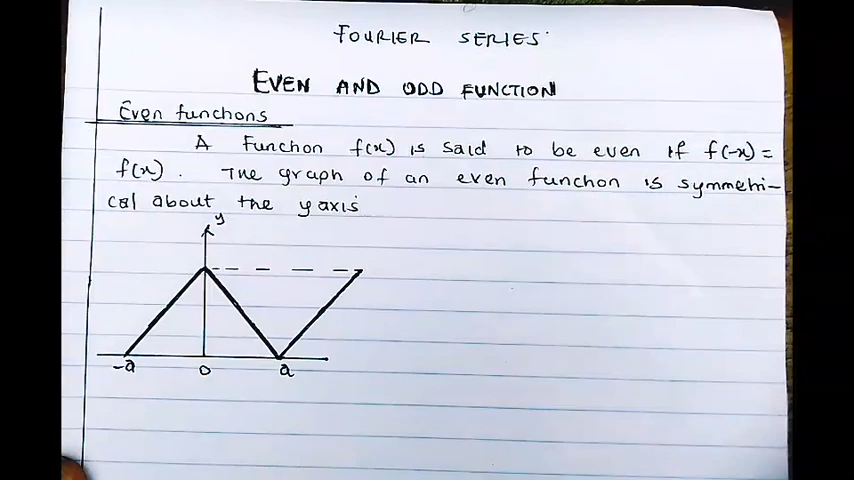 FOURIER SERIES
EVEN AND ODD FUNCTION
Even functions
A Function f(x) is said to be even if f(-x) =
f(x). The graph of an even function is symmetri-
cal about the y axis
y
-a 0 a